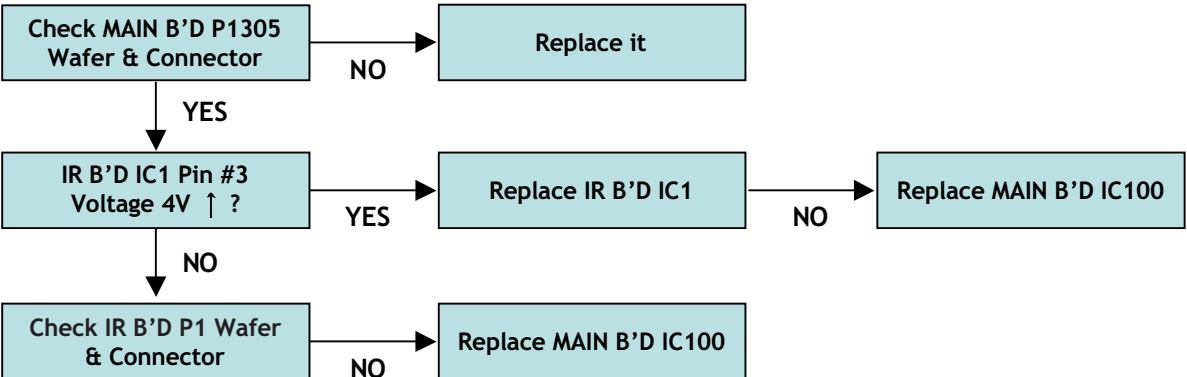 Check MAIN B’D P1305
Wafer & Connector
NO
Replace it
YES
IR B’D IC1 Pin #3
Voltage 4V ↑ ?
YES
Replace IR B’D IC1
NO
Replace MAIN B’D IC100
NO
Check IR B’D P1 Wafer
& Connector
NO
Replace MAIN B’D IC100